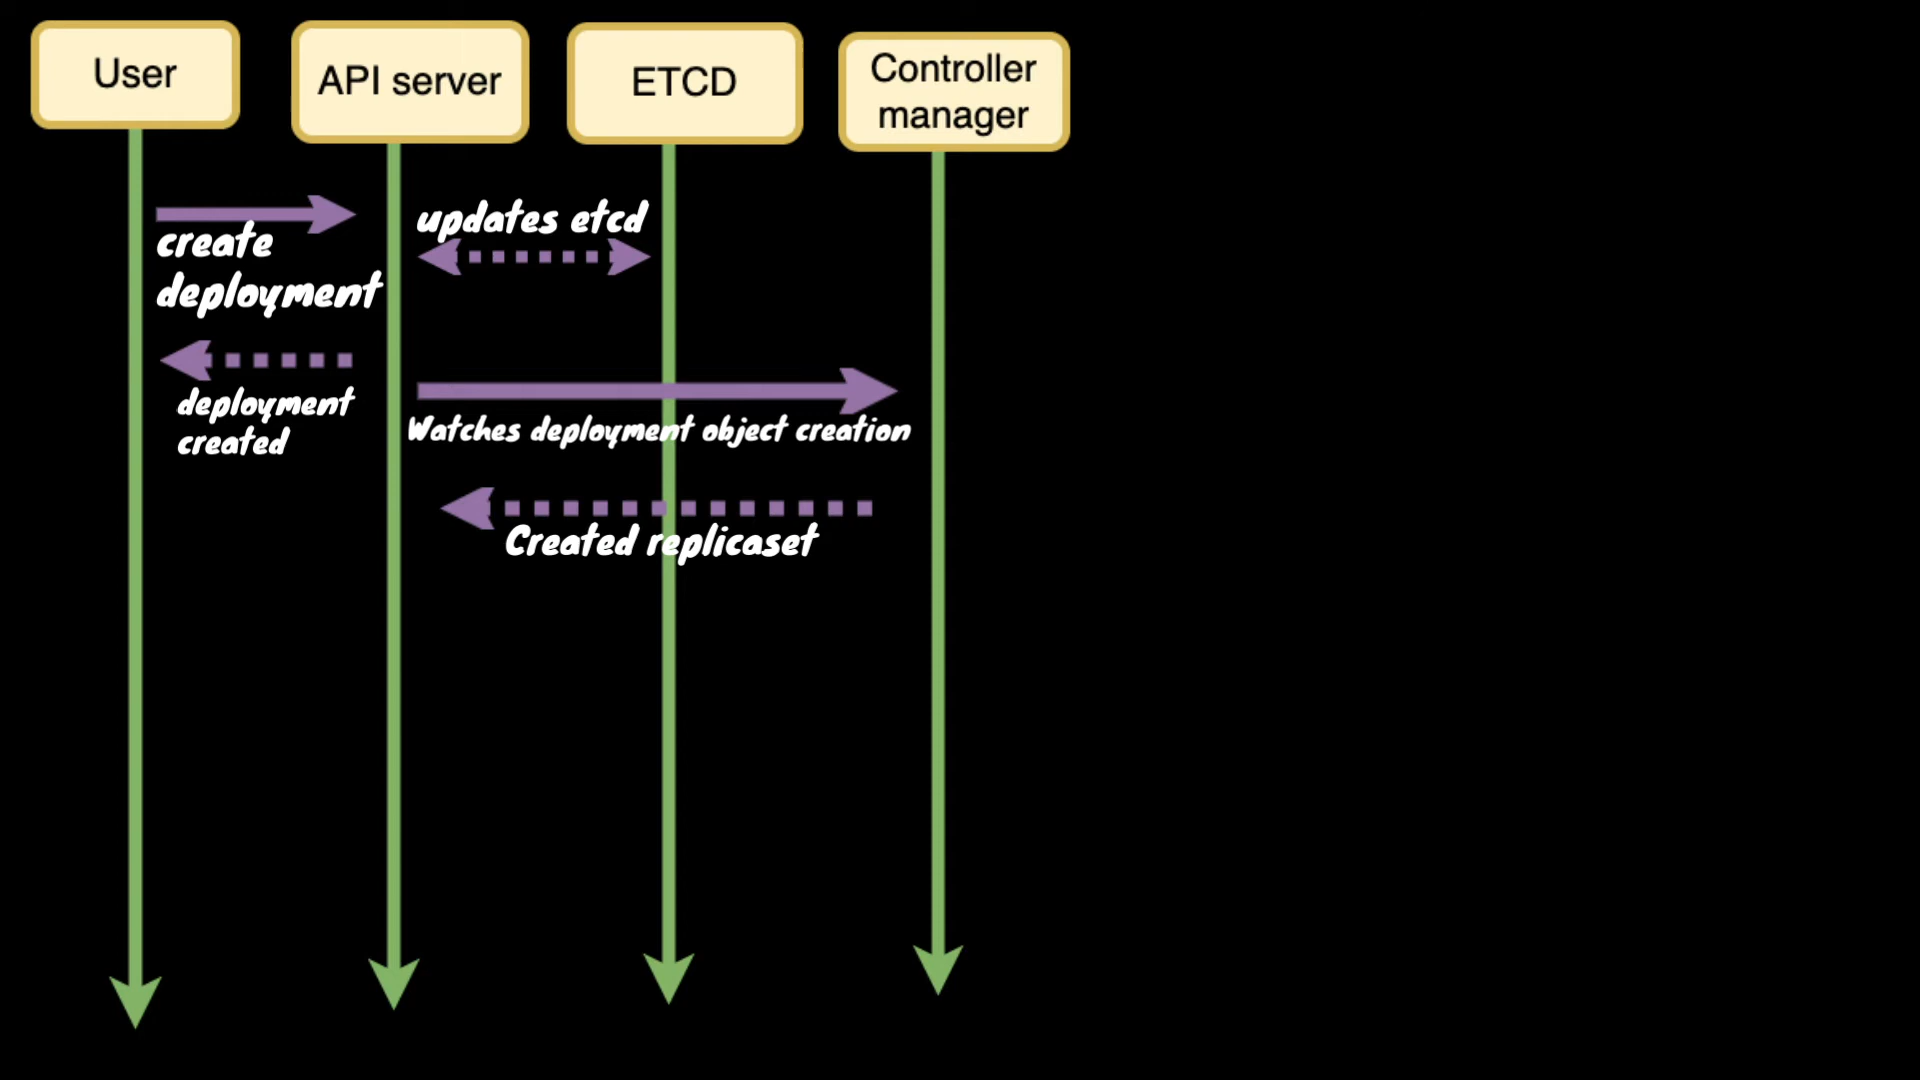 User
API server
ETCD
Controller
manager
updates etcd
create
deployment
deployment
created
Watches deployment object creation
Created replicaset